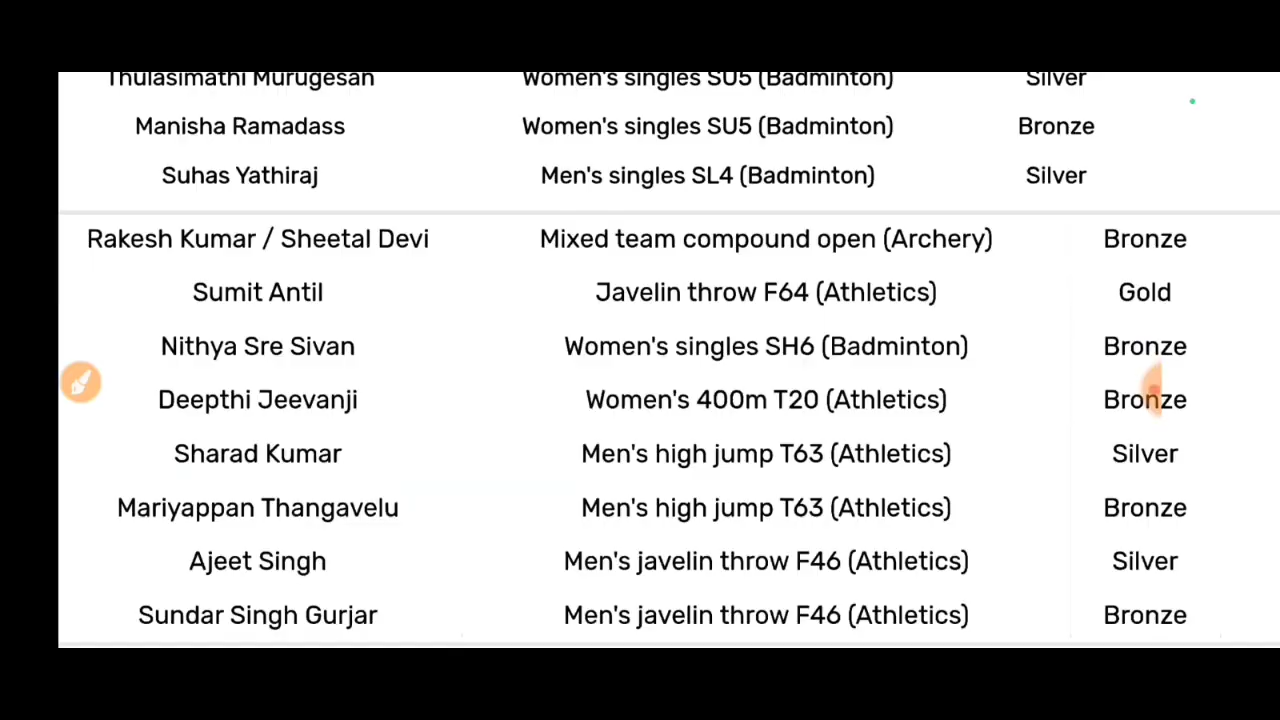 Thulasimathi Murugesan Women's singles SU5 (Badminton) Silver
Manisha Ramadass Women's singles SU5 (Badminton) Bronze
Suhas Yathiraj Men's singles SL4 (Badminton) Silver
Rakesh Kumar / Sheetal Devi Mixed team compound open (Archery) Bronze
Sumit Antil Javelin throw F64 (Athletics) Gold
Nithya Sre Sivan Women's singles SH6 (Badminton) Bronze
Deepthi Jeevanji Women's 400m T20 (Athletics) Bronze
Sharad Kumar Men's high jump T63 (Athletics) Silver
Mariyappan Thangavelu Men's high jump T63 (Athletics) Bronze
Ajeet Singh Men's javelin throw F46 (Athletics) Silver
Sundar Singh Gurjar Men's javelin throw F46 (Athletics) Bronze